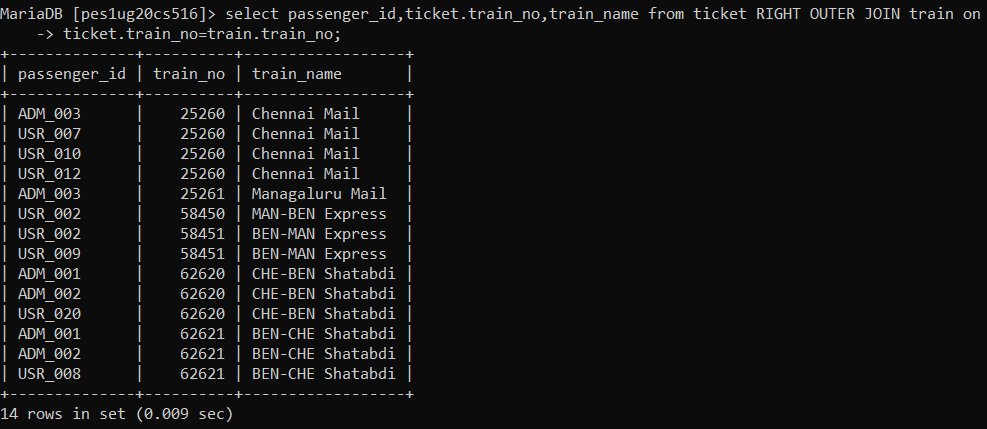 MariaDB [pes1ug20cs516]> select passenger_id,ticket.train_no,train_name from ticket RIGHT OUTER JOIN train on
    -> ticket.train_no=train.train_no;
+--------------+----------+------------------+
| passenger_id | train_no | train_name       |
+--------------+----------+------------------+
| ADM_003      |    25260 | Chennai Mail     |
| USR_007      |    25260 | Chennai Mail     |
| USR_010      |    25260 | Chennai Mail     |
| USR_012      |    25260 | Chennai Mail     |
| ADM_003      |    25261 | Managaluru Mail  |
| USR_002      |    58450 | MAN-BEN Express  |
| USR_002      |    58451 | BEN-MAN Express  |
| USR_009      |    58451 | BEN-MAN Express  |
| ADM_001      |    62620 | CHE-BEN Shatabdi |
| ADM_002      |    62620 | CHE-BEN Shatabdi |
| USR_020      |    62620 | CHE-BEN Shatabdi |
| ADM_001      |    62621 | BEN-CHE Shatabdi |
| ADM_002      |    62621 | BEN-CHE Shatabdi |
| USR_008      |    62621 | BEN-CHE Shatabdi |
+--------------+----------+------------------+
14 rows in set (0.009 sec)